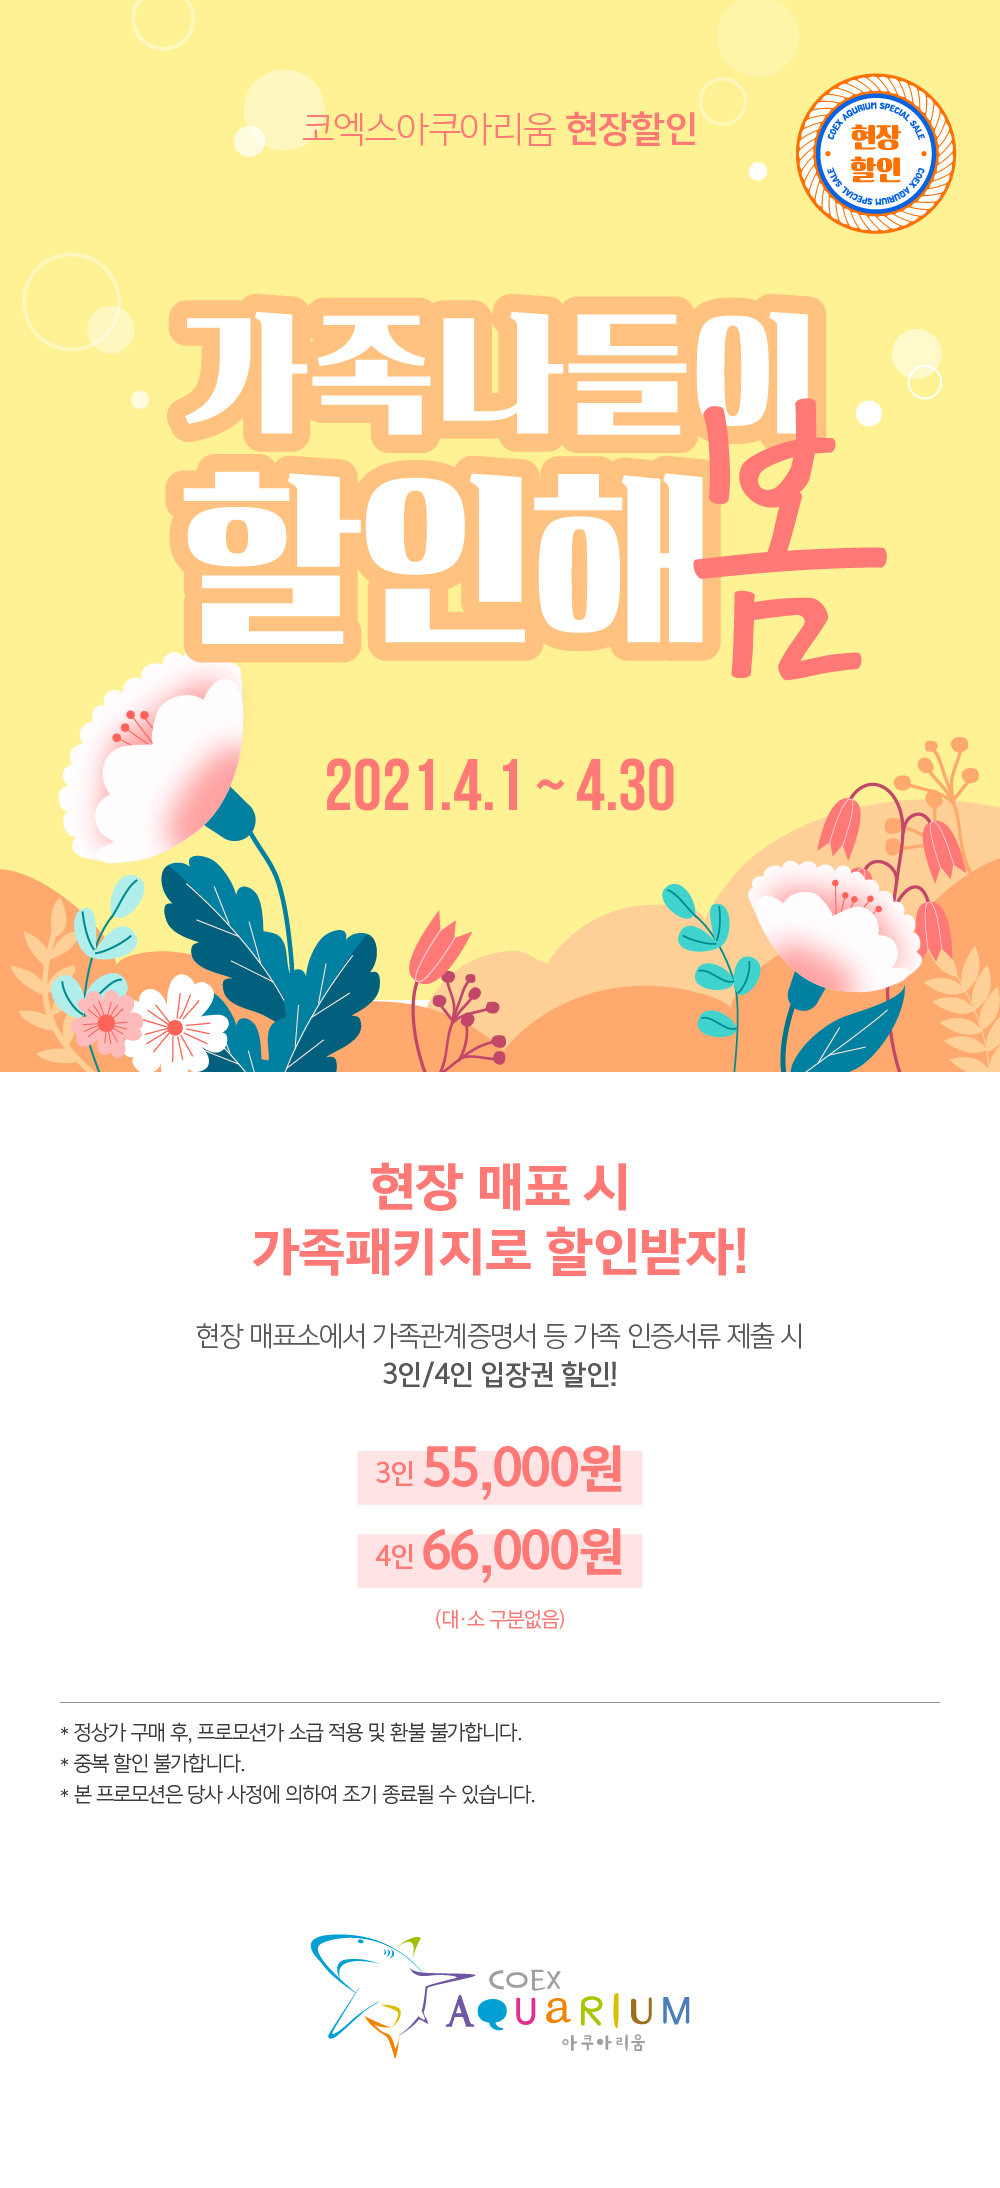 코엑스아쿠아리움 현장할인
COEX AQURIUM SPECIAL SALE
현장
할인
COEX AQURIUM SPECIAL SALE
가족나들이
할인해봄
2021.4.1 ~ 4.30
현장 매표 시
가족패키지로 할인받자!
현장 매표소에서 가족관계증명서 등 가족 인증서류 제출 시
3인/4인 입장권 할인!
3인 55,000원
4인 66,000원
(대·소 구분없음)
* 정상가 구매 후, 프로모션가 소급 적용 및 환불 불가합니다.
* 중복 할인 불가합니다.
* 본 프로모션은 당사 사정에 의하여 조기 종료될 수 있습니다.
COEX
AQUARIUM
아쿠아리움